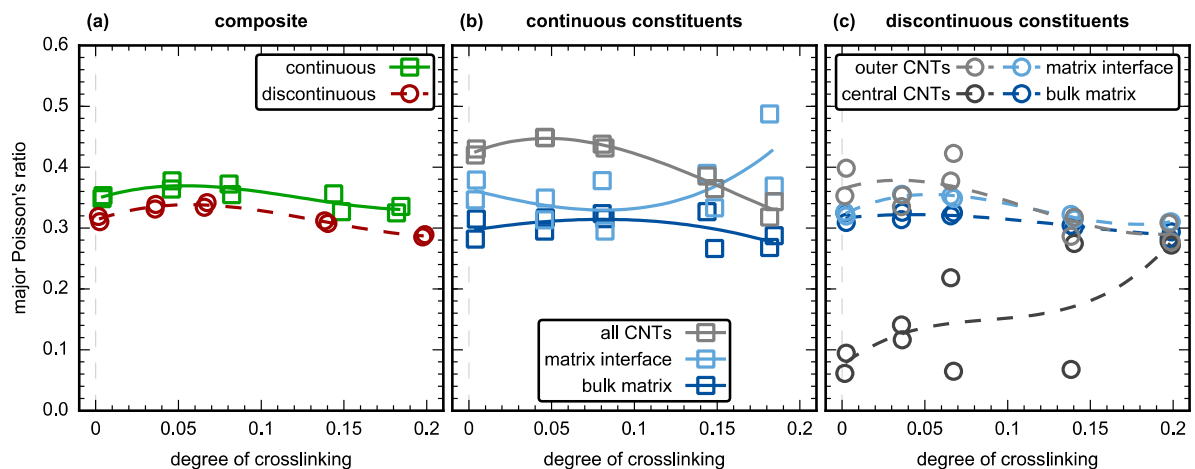 (a) composite
(b) continuous constituents
(c) discontinuous constituents
major Poisson's ratio
0.6
0.5
0.4
0.3
0.2
0.1
0.0
continuous
discontinuous
0 0.05 0.1 0.15 0.2
degree of crosslinking
all CNTs
matrix interface
bulk matrix
0 0.05 0.1 0.15 0.2
degree of crosslinking
outer CNTs matrix interface
central CNTs bulk matrix
0 0.05 0.1 0.15 0.2
degree of crosslinking